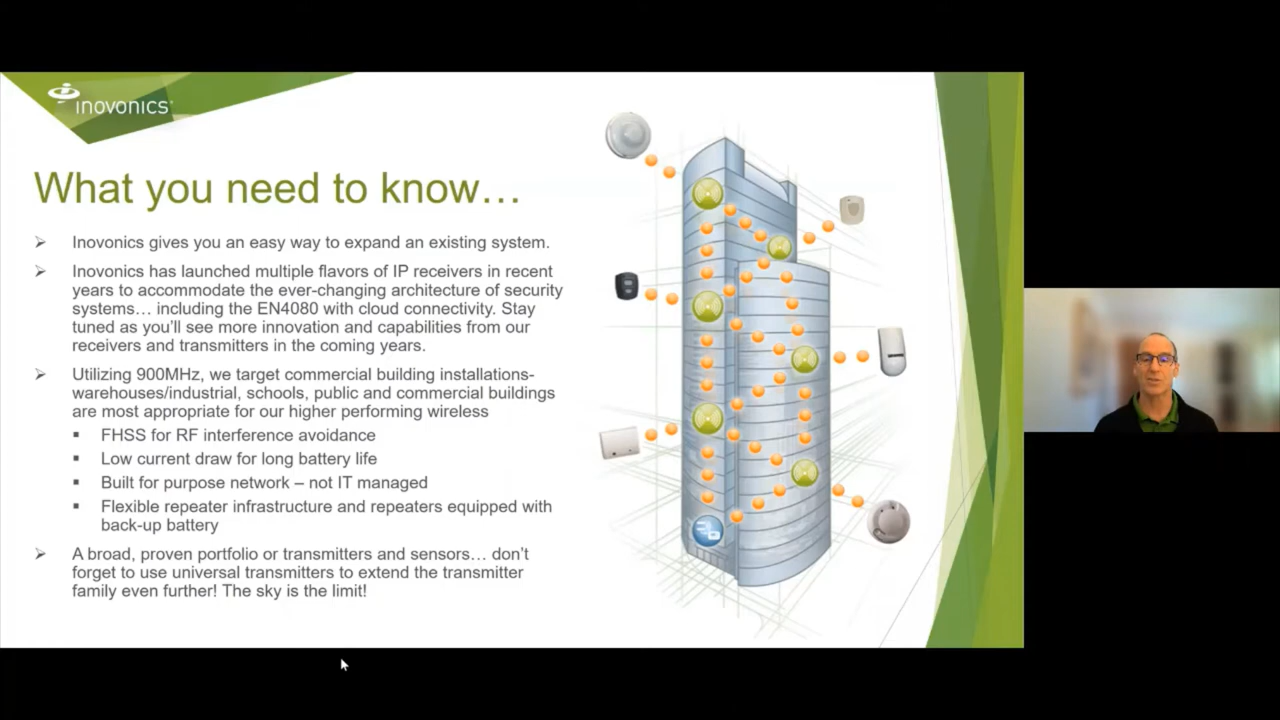 inovonics
What you need to know…
Inovonics gives you an easy way to expand an existing system.
Inovonics has launched multiple flavors of IP receivers in recent
years to accommodate the ever-changing architecture of security
systems… including the EN4080 with cloud connectivity. Stay
tuned as you'll see more innovation and capabilities from our
receivers and transmitters in the coming years.
Utilizing 900MHz, we target commercial building installations-
warehouses/industrial, schools, public and commercial buildings
are most appropriate for our higher performing wireless
FHSS for RF interference avoidance
Low current draw for long battery life
Built for purpose network – not IT managed
Flexible repeater infrastructure and repeaters equipped with
back-up battery
A broad, proven portfolio or transmitters and sensors… don't
forget to use universal transmitters to extend the transmitter
family even further! The sky is the limit!